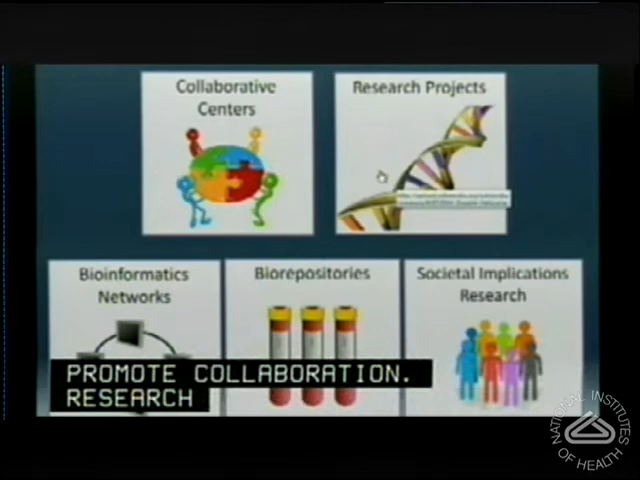 Collaborative
Centers
Research Projects
Bioinformatics
Networks
Biorepositories
Societal Implications
Research
PROMOTE COLLABORATION.
RESEARCH
NATIONAL INSTITUTES
OF HEALTH